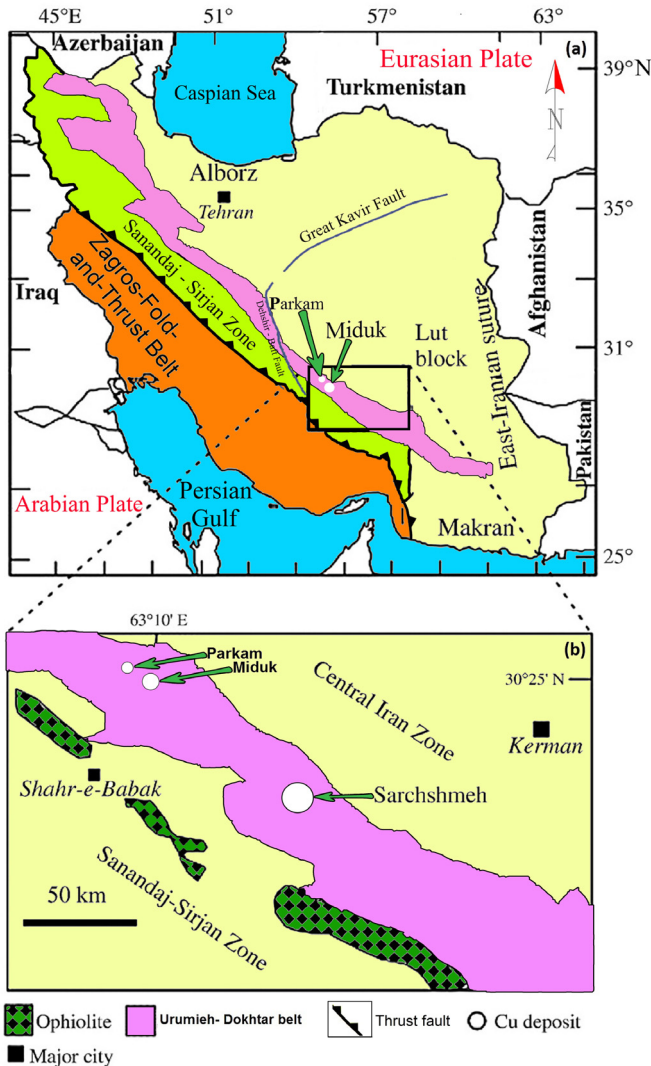 45°E 51° 57° 63°
Azerbaijan
(a)
Eurasian Plate
39°N
Caspian Sea
Turkmenistan
N
Alborz
Tehran
35°
Great Kavir Fault
Afghanistan
Sanandaj - Sirjan Zone
Iraq
Zagros-Fold-
and-Thrust Belt
Dehshir - Baft Fault
Parkam
Miduk
Lut
block
31°
East-Iranian suture
Pakistan
Arabian Plate
Persian
Gulf
Makran
25°
63°10' E
(b)
Parkam
Miduk
30°25' N
Central Iran Zone
Kerman
Shahr-e-Babak
Sarchshmeh
Sanandaj-Sirjan Zone
50 km
Ophiolite
Urumieh- Dokhtar belt
Thrust fault
Cu deposit
Major city